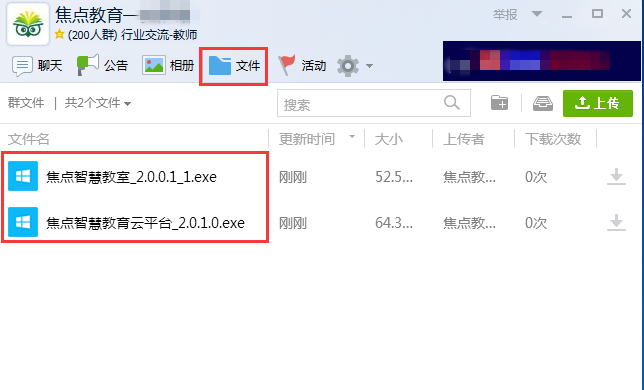 焦点教育—
举报
(200人群) 行业交流-教师
聊天 公告 相册 文件 活动
群文件 | 共2个文件
搜索
上传
文件名 更新时间 大小 上传者 下载次数
焦点智慧教室_2.0.0.1_1.exe 刚刚 52.5... 焦点教... 0次
焦点智慧教育云平台_2.0.1.0.exe 刚刚 64.3... 焦点教... 0次